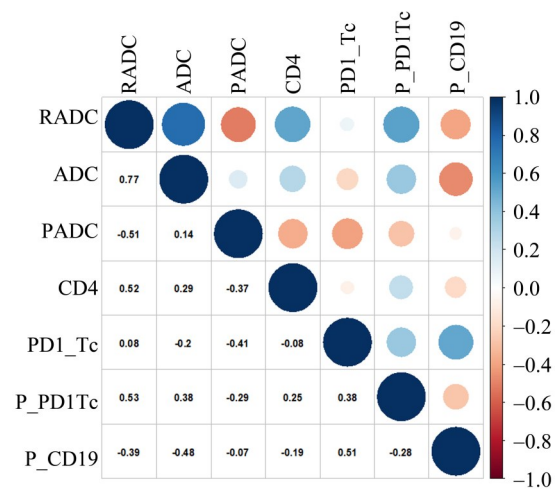 RADC ADC PADC CD4 PD1_Tc P_PD1Tc P_CD19
RADC 1.0
0.8
ADC 0.77 0.6
0.4
PADC -0.51 0.14 0.2
CD4 0.52 0.29 -0.37 0.0
−0.2
PD1_Tc 0.08 -0.2 -0.41 -0.08
−0.4
P_PD1Tc 0.53 0.38 -0.29 0.25 0.38 −0.6
−0.8
P_CD19 -0.39 -0.48 -0.07 -0.19 0.51 -0.28 −1.0